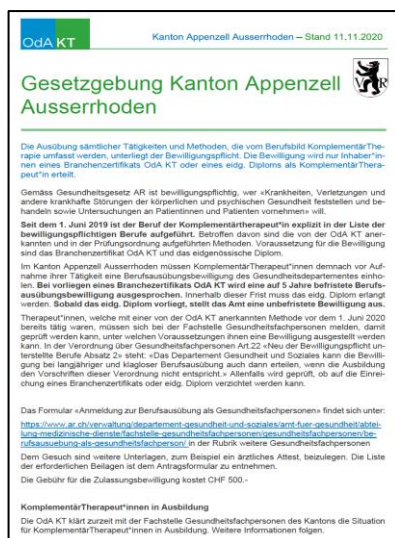 OdA KT
Kanton Appenzell Ausserrhoden – Stand 11.11.2020
Gesetzgebung Kanton Appenzell
Ausserrhoden
Die Ausübung sämtlicher Tätigkeiten und Methoden, die vom Berufsbild KomplementärThe-
rapie umfasst werden, unterliegt der Bewilligungspflicht. Die Bewilligung wird nur Inhaber*in-
nen eines Branchenzertifikats OdA KT oder eines eidg. Diploms als KomplementärThera-
peut*in erteilt.
Gemäss Gesundheitsgesetz AR ist bewilligungspflichtig, wer «Krankheiten, Verletzungen und
andere krankhafte Störungen der körperlichen und psychischen Gesundheit feststellen und be-
handeln sowie Untersuchungen an Patientinnen und Patienten vornehmen» will.
Seit dem 1. Juni 2019 ist der Beruf der Komplementärtherapeut*in explizit in der Liste der
bewilligungspflichtigen Berufe aufgeführt. Betroffen davon sind die von der OdA KT aner-
kannten und in der Prüfungsordnung aufgeführten Methoden. Voraussetzung für die Bewilligung
sind das Branchenzertifikat OdA KT und das eidgenössische Diplom.
Im Kanton Appenzell Ausserrhoden müssen KomplementärTherapeut*innen demnach vor Auf-
nahme ihrer Tätigkeit eine Berufsausübungsbewilligung des Gesundheitsdepartementes einho-
len. Bei vorliegen eines Branchezertifikats OdA KT wird eine auf 5 Jahre befristete Berufs-
ausübungsbewilligung ausgesprochen. Innerhalb dieser Frist muss das eidg. Diplom erlangt
werden. Sobald das eidg. Diplom vorliegt, stellt das Amt eine unbefristete Bewilligung aus.
Therapeut*innen, welche mit einer von der OdA KT anerkannten Methode vor dem 1. Juni 2020
bereits tätig waren, müssen sich bei der Fachstelle Gesundheitsfachpersonen melden, damit
geprüft werden kann, unter welchen Voraussetzungen ihnen eine Bewilligung ausgestellt werden
kann. In der Verordnung über Gesundheitsfachpersonen Art.22 «Neu der Bewilligungspflicht un-
terstellte Berufe Absatz 2» steht: «Das Departement Gesundheit und Soziales kann die Bewilli-
gung bei langjähriger und klagloser Berufsausübung auch dann erteilen, wenn die Ausbildung
den Vorschriften dieser Verordnung nicht entspricht.» Allenfalls wird geprüft, ob auf die Einrei-
chung eines Branchenzertifikats oder eidg. Diplom verzichtet werden kann.
Das Formular «Anmeldung zur Berufsausübung als Gesundheitsfachpersonen» findet sich unter:
https://www.ar.ch/verwaltung/departement-gesundheit-und-soziales/amt-fuer-gesundheit/abtei-
lung-medizinische-dienste/fachstelle-gesundheitsfachpersonen/gesundheitsfachpersonen/be-
rufsausuebung-als-gesundheitsfachperson/ in der Rubrik weitere Gesundheitsfachpersonen
Dem Gesuch sind weitere Unterlagen, zum Beispiel ein ärztliches Attest, beizulegen. Die Liste
der erforderlichen Beilagen ist dem Antragsformular zu entnehmen.
Die Gebühr für die Zulassungsbewilligung kostet CHF 500.-
KomplementärTherapeut*innen in Ausbildung
Die OdA KT klärt zurzeit mit der Fachstelle Gesundheitsfachpersonen des Kantons die Situation
für KomplementärTherapeut*innen in Ausbildung. Weitere Informationen folgen.